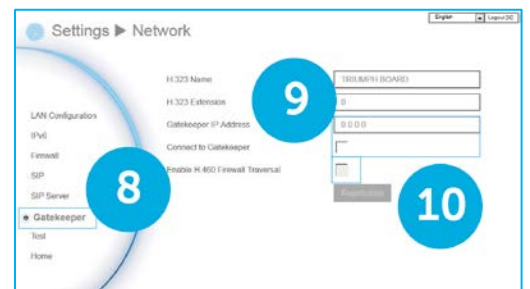 Settings ▶ Network
English
Logout
H.323 Name
TRIUMPH BOARD
H.323 Extension
0
Gatekeeper IP Address
0.0.0.0
Connect to Gatekeeper
Enable H.460 Firewall Traversal
Registration
9
10
LAN Configuration
IPv6
Firewall
SIP
SIP Server
Gatekeeper
Test
Home
8